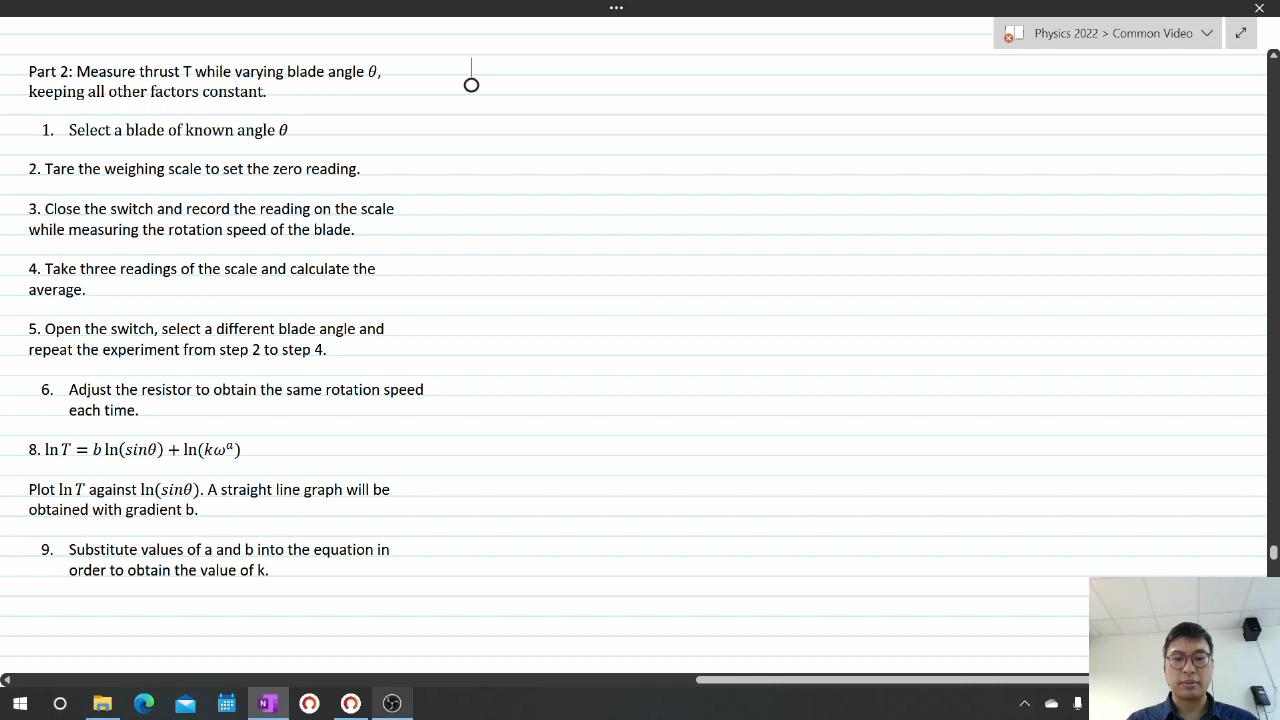 Physics 2022 > Common Video
Part 2: Measure thrust T while varying blade angle θ,
keeping all other factors constant.
1. Select a blade of known angle θ
2. Tare the weighing scale to set the zero reading.
3. Close the switch and record the reading on the scale
while measuring the rotation speed of the blade.
4. Take three readings of the scale and calculate the
average.
5. Open the switch, select a different blade angle and
repeat the experiment from step 2 to step 4.
6. Adjust the resistor to obtain the same rotation speed
each time.
8. ln T = b ln(sinθ) + ln(kωᵃ)
Plot ln T against ln(sinθ). A straight line graph will be
obtained with gradient b.
9. Substitute values of a and b into the equation in
order to obtain the value of k.